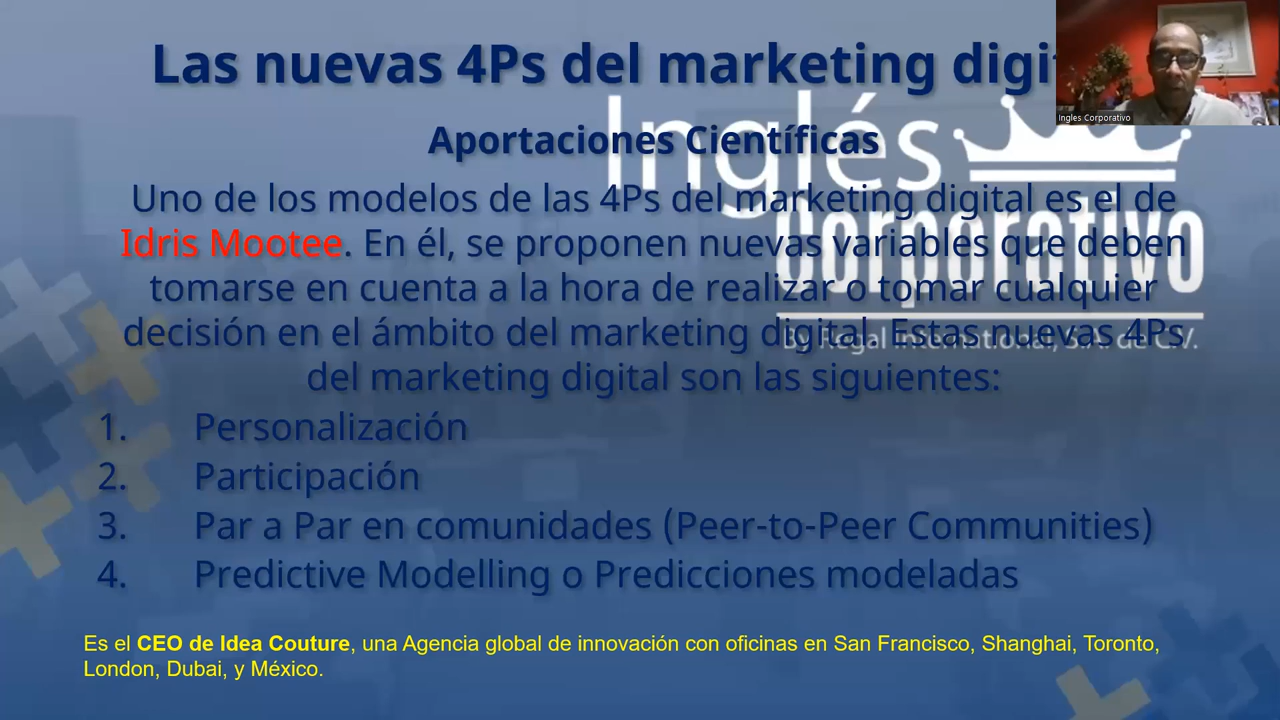 Las nuevas 4Ps del marketing digi
Ingles Corporativo
Inglés
Corporativo
By Regal International, S.A. de C.V.
Aportaciones Científicas
Uno de los modelos de las 4Ps del marketing digital es el de
Idris Mootee. En él, se proponen nuevas variables que deben
tomarse en cuenta a la hora de realizar o tomar cualquier
decisión en el ámbito del marketing digital. Estas nuevas 4Ps
del marketing digital son las siguientes:
1. Personalización
2. Participación
3. Par a Par en comunidades (Peer-to-Peer Communities)
4. Predictive Modelling o Predicciones modeladas
Es el CEO de Idea Couture, una Agencia global de innovación con oficinas en San Francisco, Shanghai, Toronto,
London, Dubai, y México.